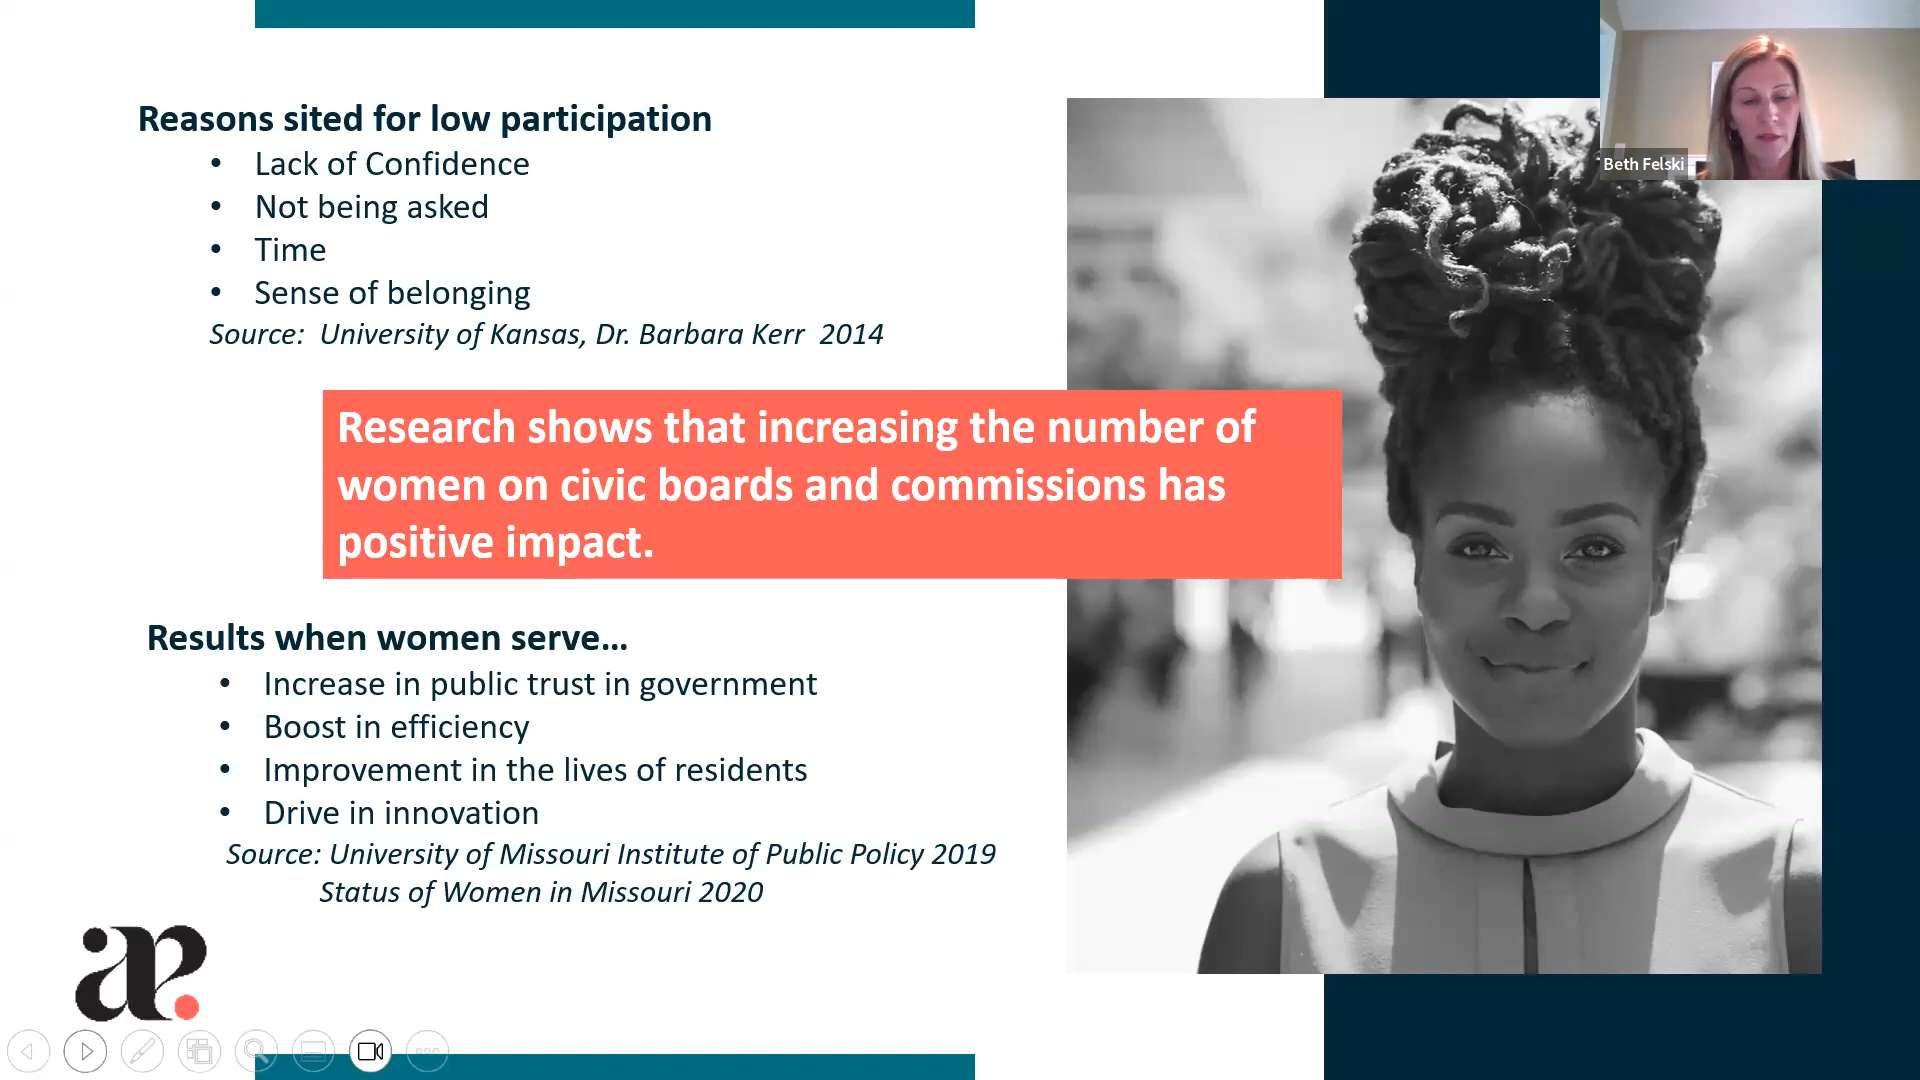 Reasons sited for low participation
• Lack of Confidence
• Not being asked
• Time
• Sense of belonging
Source: University of Kansas, Dr. Barbara Kerr 2014
Research shows that increasing the number of
women on civic boards and commissions has
positive impact.
Results when women serve...
• Increase in public trust in government
• Boost in efficiency
• Improvement in the lives of residents
• Drive in innovation
Source: University of Missouri Institute of Public Policy 2019
Status of Women in Missouri 2020
ap.
Beth Felski